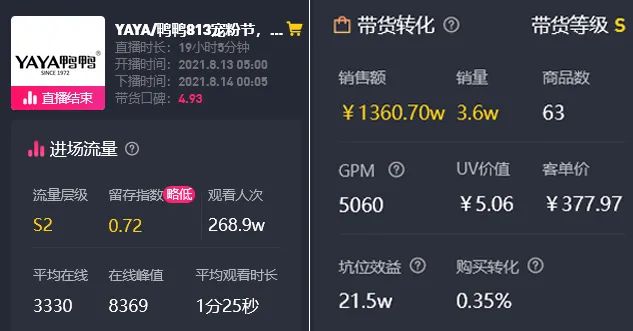 YAYA鸭鸭
SINCE 1972
直播结束
YAYA/鸭鸭813宠粉节，...
直播时长：19小时5分钟
开播时间：2021.8.13 05:00
下播时间：2021.8.14 00:05
带货口碑：4.93
进场流量 ?
流量层级 留存指数 略低 观看人次
S2 0.72 268.9w
平均在线 在线峰值 平均观看时长
3330 8369 1分25秒
带货转化 ? 带货等级 S
销售额 销量 商品数
￥1360.70w 3.6w 63
GPM ? UV价值 客单价
5060 ￥5.06 ￥377.97
坑位效益 ? 购买转化 ?
21.5w 0.35%